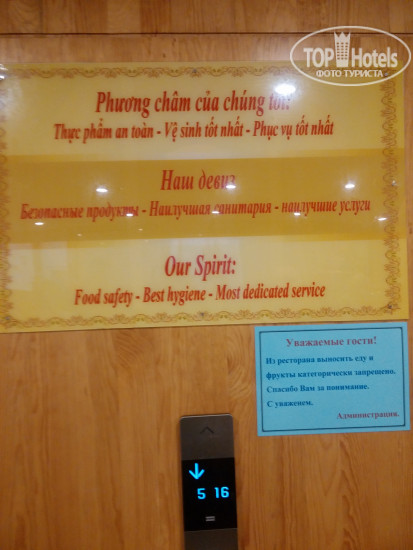 TOPHotels
ФОТО ТУРИСТА
Phương châm của chúng tôi:
Thực phẩm an toàn - Vệ sinh tốt nhất - Phục vụ tốt nhất
Наш девиз
Безопасные продукты - Наилучшая санитария - наилучшие услуги
Our Spirit:
Food safety - Best hygiene - Most dedicated service
Уважаемые гости!
Из ресторана выносить еду и
фрукты категорически запрещено.
Спасибо Вам за понимание.
С уважением.
Администрация.
5 16